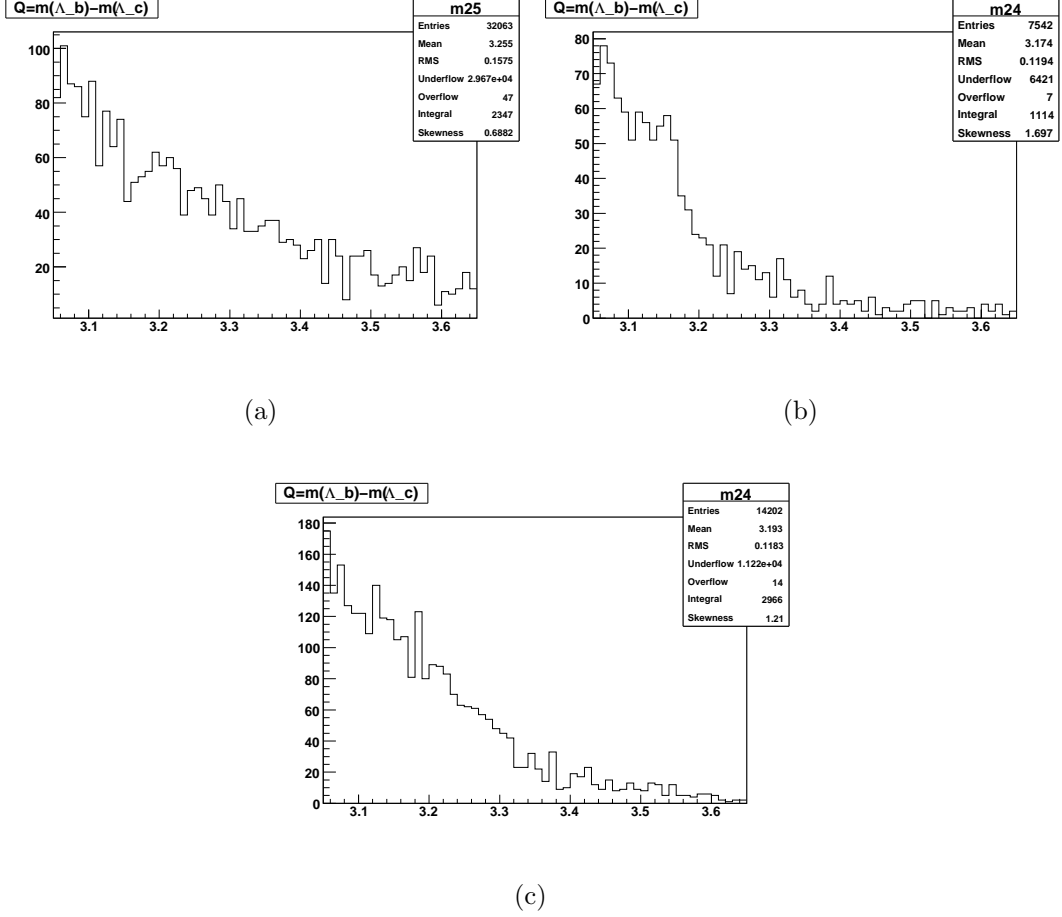 Q=m(Λ_b)−m(Λ_c)
m25
Entries 32063
Mean 3.255
RMS 0.1575
Underflow 2.967e+04
Overflow 47
Integral 2347
Skewness 0.6882
100
80
60
40
20
3.1 3.2 3.3 3.4 3.5 3.6
(a)
Q=m(Λ_b)−m(Λ_c)
m24
Entries 7542
Mean 3.174
RMS 0.1194
Underflow 6421
Overflow 7
Integral 1114
Skewness 1.697
80
70
60
50
40
30
20
10
0
3.1 3.2 3.3 3.4 3.5 3.6
(b)
Q=m(Λ_b)−m(Λ_c)
m24
Entries 14202
Mean 3.193
RMS 0.1183
Underflow 1.122e+04
Overflow 14
Integral 2966
Skewness 1.21
180
160
140
120
100
80
60
40
20
0
3.1 3.2 3.3 3.4 3.5 3.6
(c)